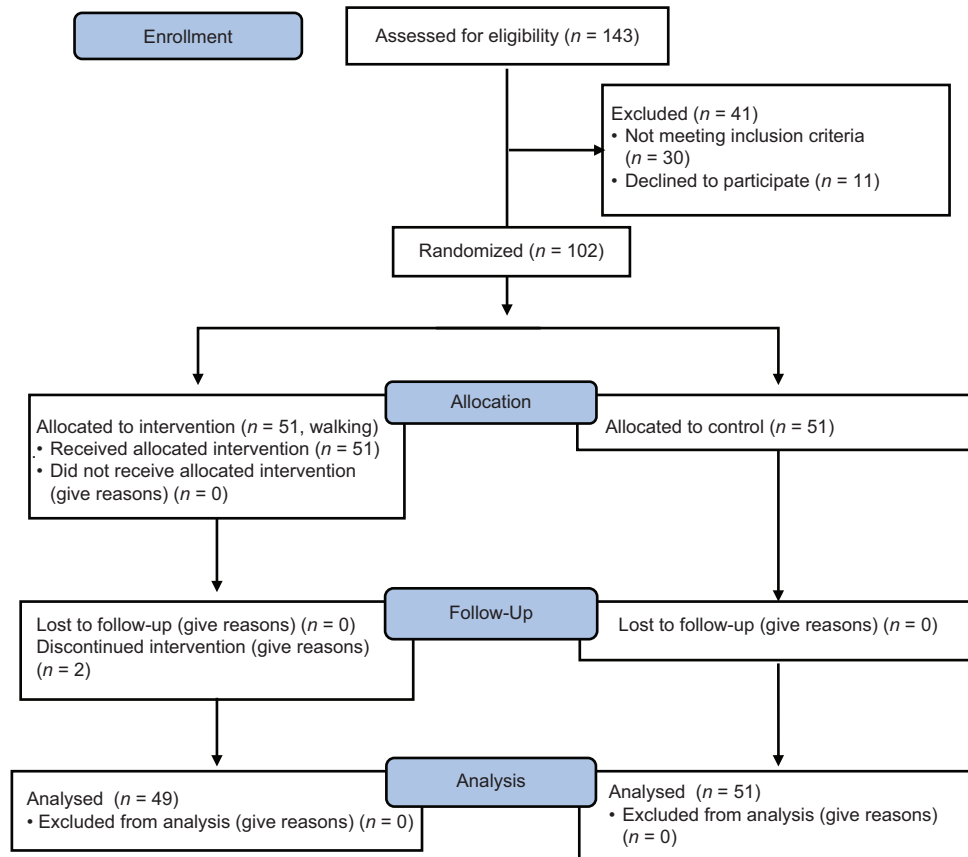 Enrollment
Assessed for eligibility (n = 143)
Excluded (n = 41)
• Not meeting inclusion criteria
(n = 30)
• Declined to participate (n = 11)
Randomized (n = 102)
Allocation
Allocated to intervention (n = 51, walking)
• Received allocated intervention (n = 51)
• Did not receive allocated intervention
(give reasons) (n = 0)
Allocated to control (n = 51)
Follow-Up
Lost to follow-up (give reasons) (n = 0)
Discontinued intervention (give reasons)
(n = 2)
Lost to follow-up (give reasons) (n = 0)
Analysis
Analysed (n = 49)
• Excluded from analysis (give reasons) (n = 0)
Analysed (n = 51)
• Excluded from analysis (give reasons)
(n = 0)